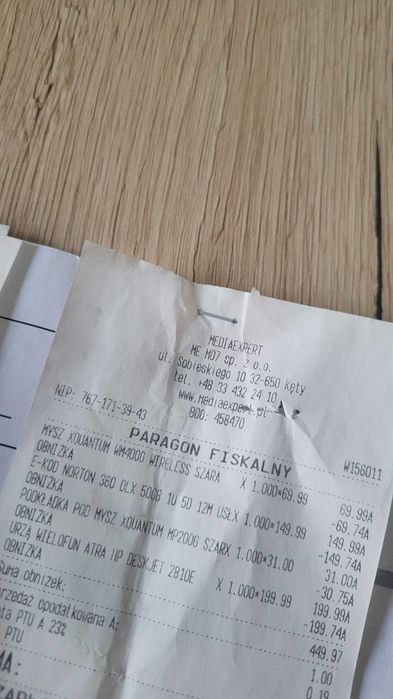 MEDIAEXPERT
ME M07 sp. z o.o.
ul. Sobieskiego 10 32-650 Kęty
tel. +48 33 432 24 10
www.mediaexpert.pl
BDO: 458470
NIP: 767-171-39-43
W156011
PARAGON FISKALNY
MYSZ XQUANTUM WM400G WIRELESS SZARA X 1.000*69.99 69.99A
OBNIŻKA -69.74A
E-KOD NORTON 360 DLX 50GB 1U 5D 12M USŁX 1.000*149.99 149.99A
OBNIŻKA -149.74A
PODKŁADKA POD MYSZ XQUANTUM MP200G SZARX 1.000*31.00 31.00A
OBNIŻKA -30.75A
URZĄ WIELOFUN ATRA HP DESKJET 2810E X 1.000*199.99 199.99A
OBNIŻKA -199.74A
Suma obniżek: 449.97
rzedaż opodatkowana A: 1.00
ota PTU A 23% 0.19
PTU
MA: